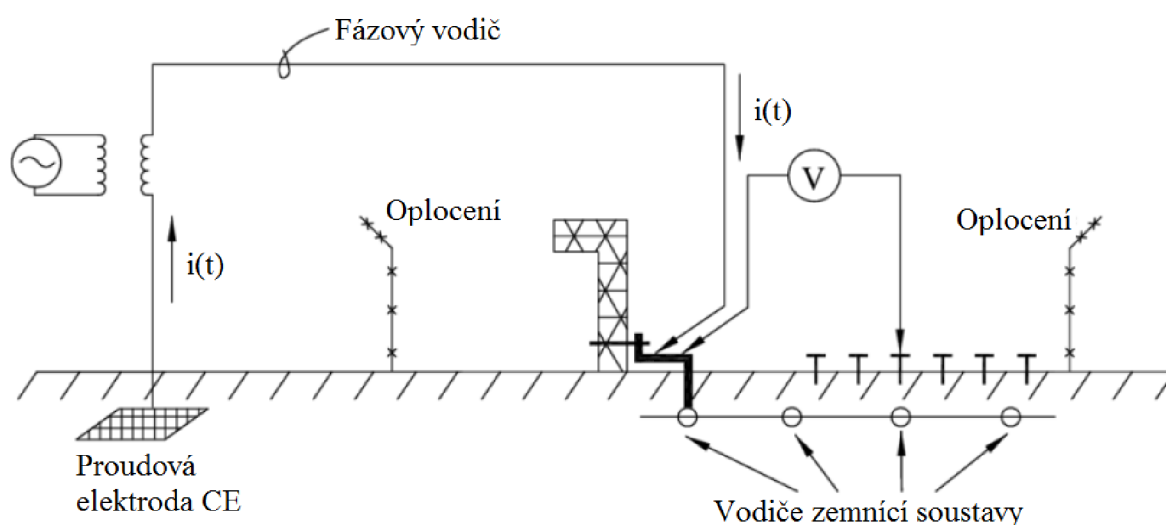 Fázový vodič
i(t)
V
Oplocení
Oplocení
i(t)
Proudová
elektroda CE
Vodiče zemnící soustavy